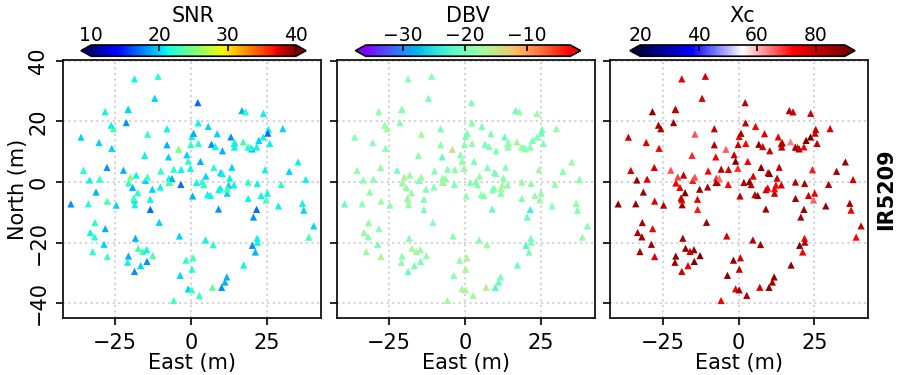 SNR DBV Xc
10 20 30 40 −30 −20 −10 20 40 60 80
40
20
0
−20
−40
North (m)
IR5209
−25 0 25 −25 0 25 −25 0 25
East (m) East (m) East (m)